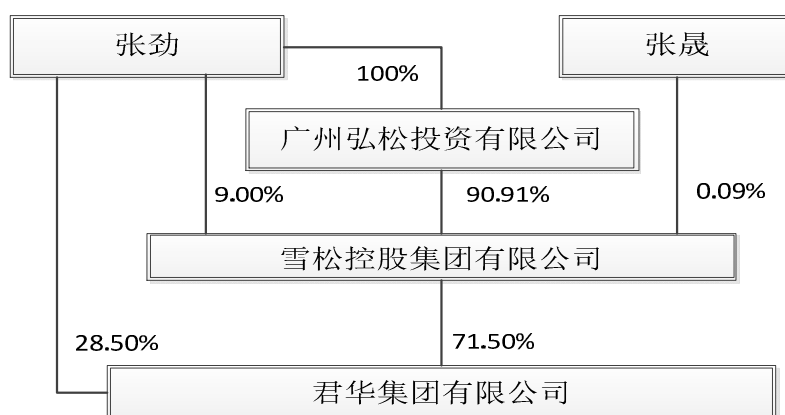 张劲
张晟
100%
广州弘松投资有限公司
9.00%
90.91%
0.09%
雪松控股集团有限公司
28.50%
71.50%
君华集团有限公司